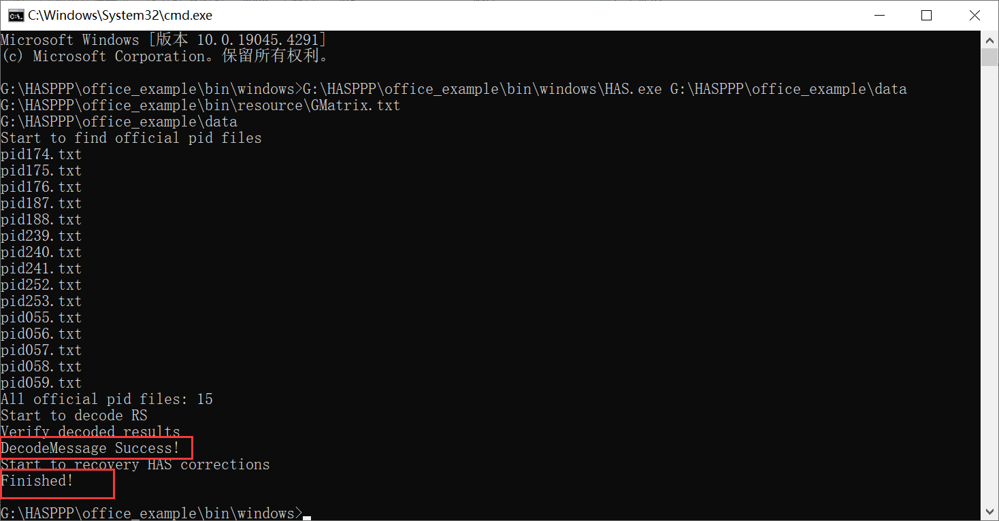 C:\Windows\System32\cmd.exe
Microsoft Windows [版本 10.0.19045.4291]
(c) Microsoft Corporation。保留所有权利。
G:\HASPPP\office_example\bin\windows>G:\HASPPP\office_example\bin\windows\HAS.exe G:\HASPPP\office_example\data
G:\HASPPP\office_example\bin\resource\GMatrix.txt
G:\HASPPP\office_example\data
Start to find official pid files
pid174.txt
pid175.txt
pid176.txt
pid187.txt
pid188.txt
pid239.txt
pid240.txt
pid241.txt
pid252.txt
pid253.txt
pid055.txt
pid056.txt
pid057.txt
pid058.txt
pid059.txt
All official pid files: 15
Start to decode RS
Verify decoded results
DecodeMessage Success!
Start to recovery HAS corrections
Finished!
G:\HASPPP\office_example\bin\windows>